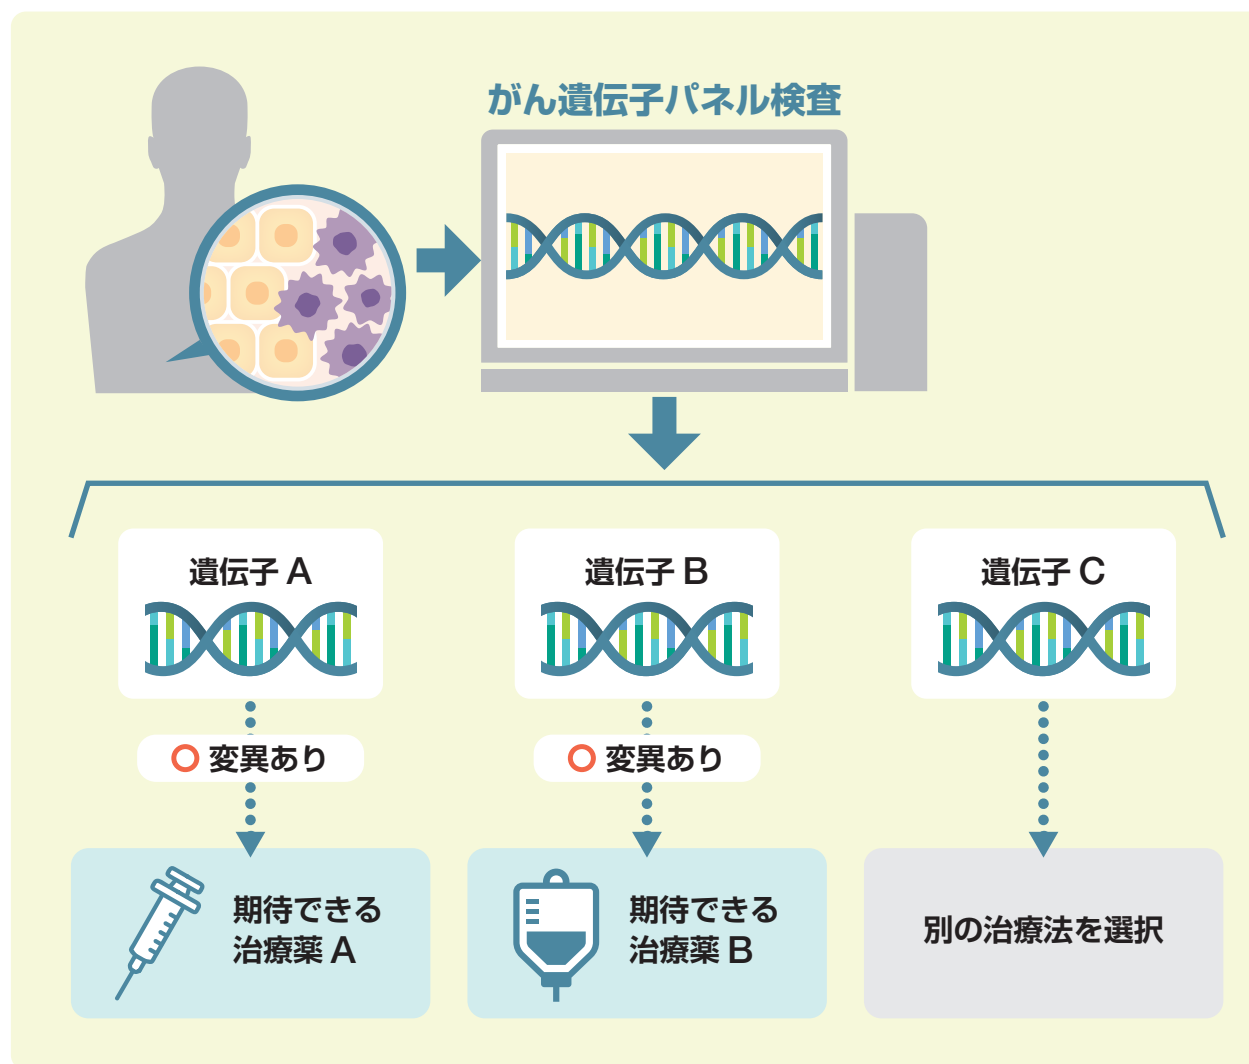 がん遺伝子パネル検査
遺伝子 A
遺伝子 B
遺伝子 C
変異あり
変異あり
期待できる
治療薬 A
期待できる
治療薬 B
別の治療法を選択